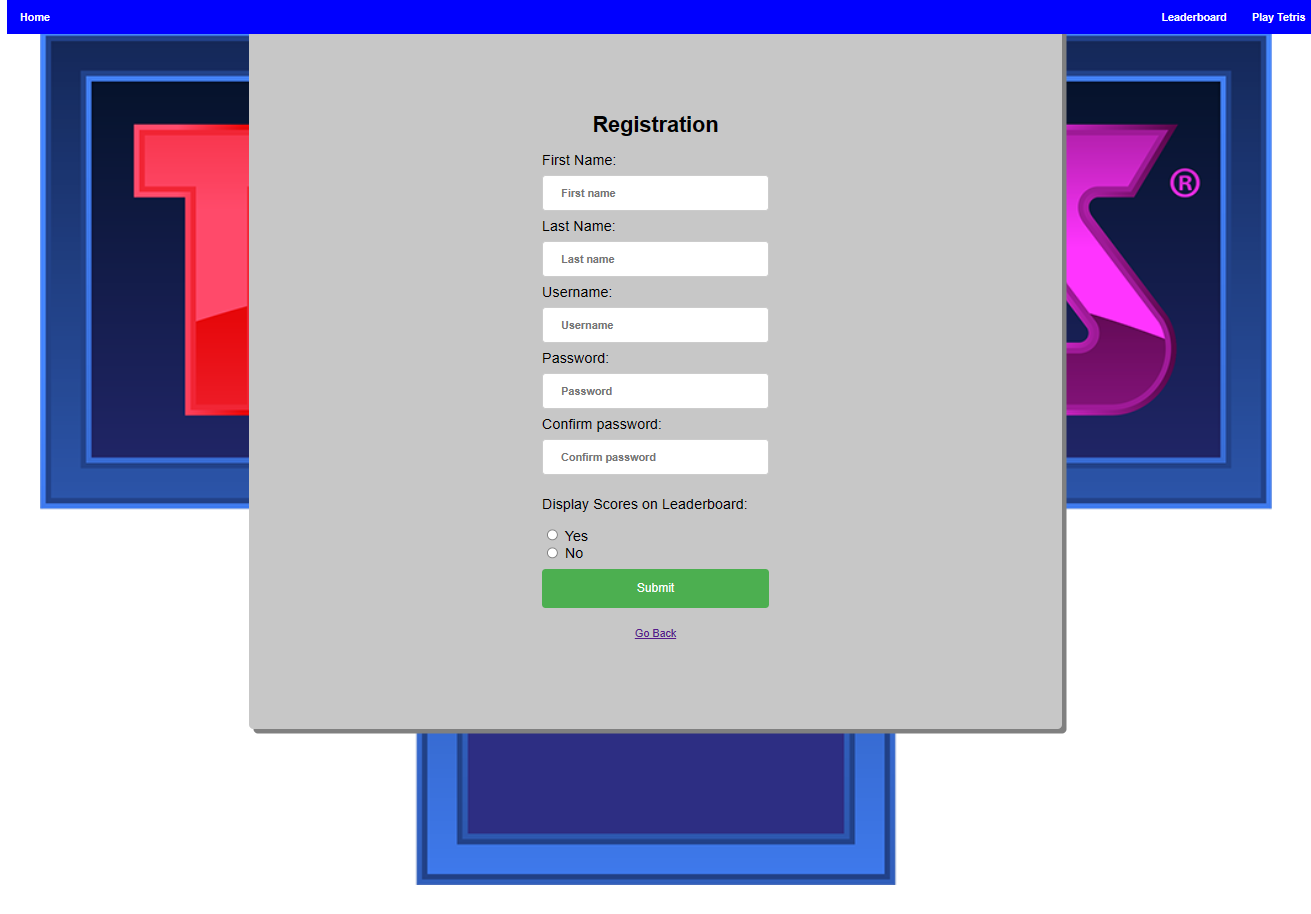 Home Leaderboard Play Tetris
Registration
First Name:
First name
Last Name:
Last name
Username:
Username
Password:
Password
Confirm password:
Confirm password
Display Scores on Leaderboard:
Yes
No
Submit
Go Back
T S ®